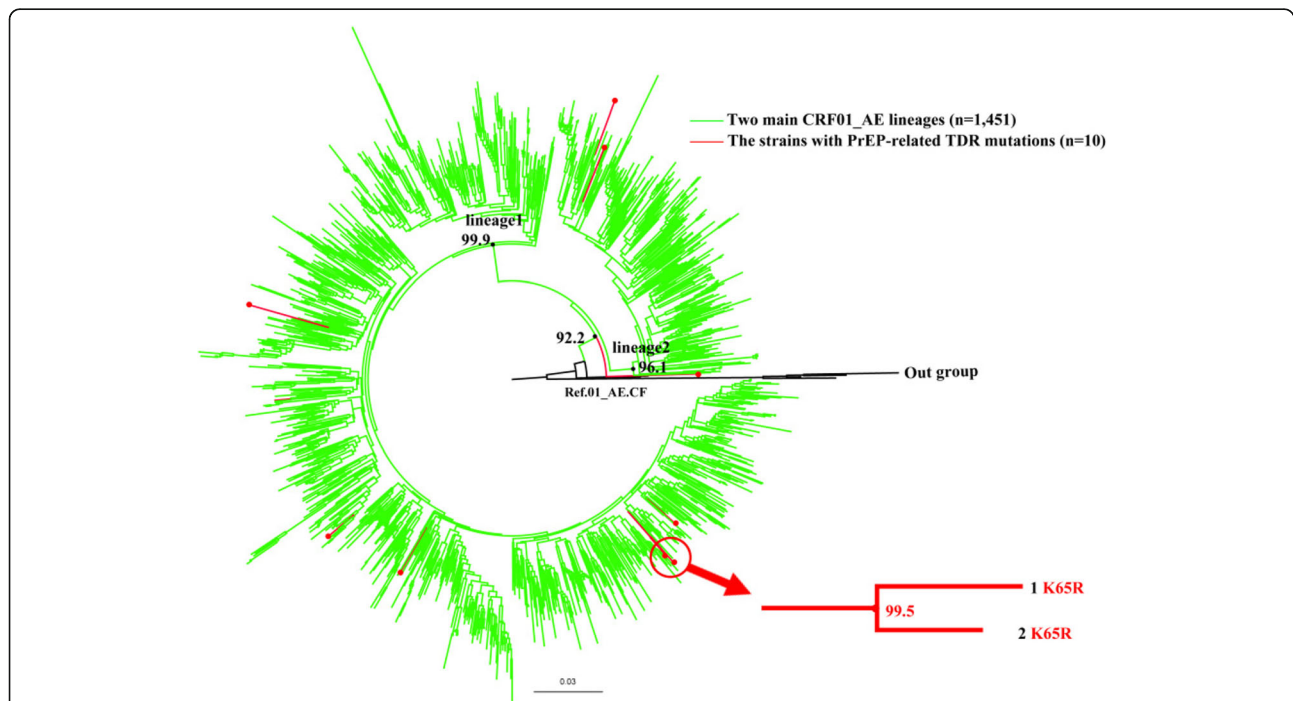 Two main CRF01_AE lineages (n=1,451)
The strains with PrEP-related TDR mutations (n=10)
lineage1
99.9
92.2
lineage2
96.1
Out group
Ref.01_AE.CF
1 K65R
99.5
2 K65R
0.03